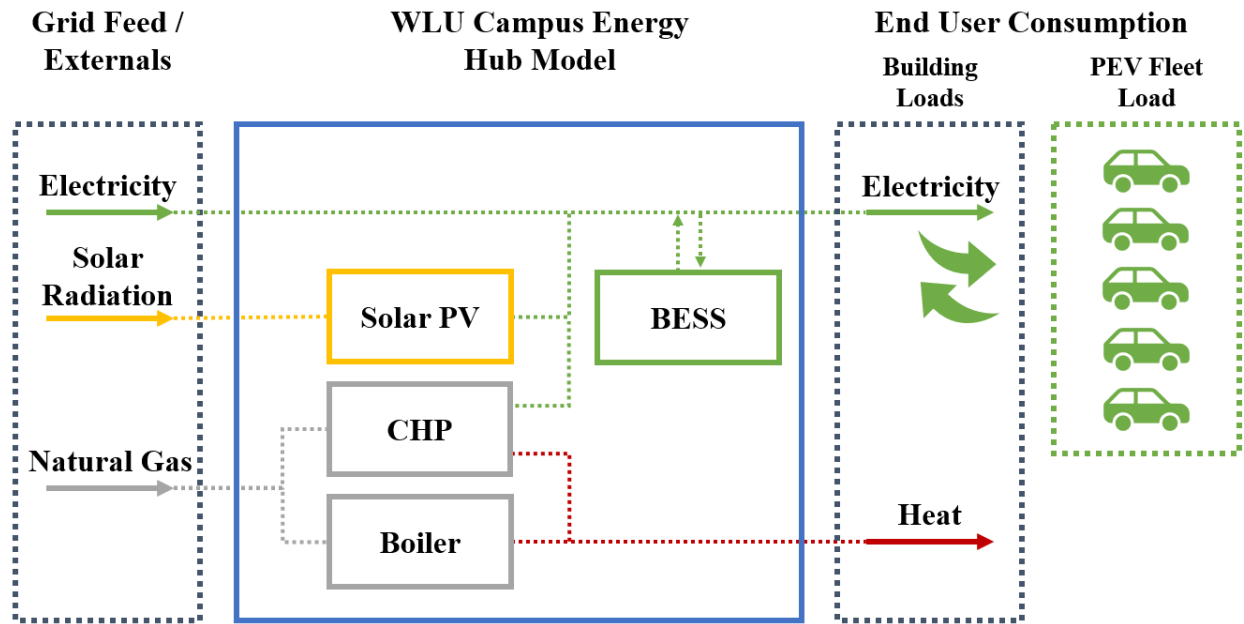 Grid Feed /
Externals
WLU Campus Energy
Hub Model
End User Consumption
Building
Loads
PEV Fleet
Load
Electricity
Electricity
Solar
Radiation
Solar PV
BESS
CHP
Natural Gas
Boiler
Heat